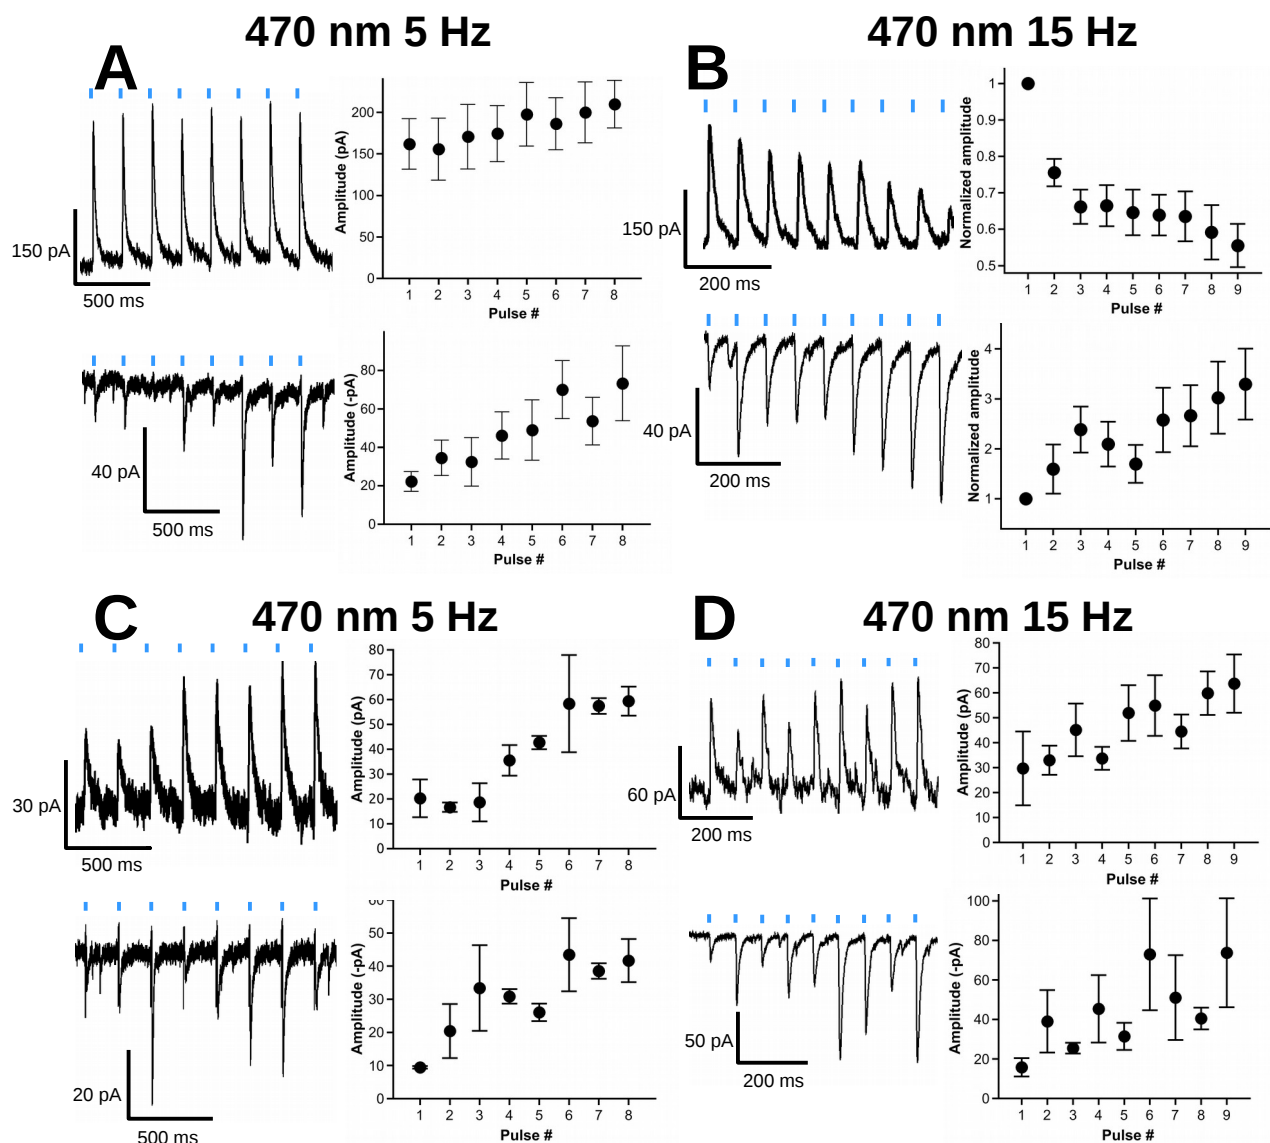 470 nm 5 Hz
A
150 pA
500 ms
Amplitude (pA)
200
150
100
50
0
1 2 3 4 5 6 7 8
Pulse #
40 pA
500 ms
Amplitude (-pA)
80
60
40
20
0
1 2 3 4 5 6 7 8
Pulse #
470 nm 15 Hz
B
150 pA
200 ms
Normalized amplitude
1
0.9
0.8
0.7
0.6
0.5
1 2 3 4 5 6 7 8 9
Pulse #
40 pA
200 ms
Normalized amplitude
4
3
2
1
1 2 3 4 5 6 7 8 9
Pulse #
470 nm 5 Hz
C
30 pA
500 ms
Amplitude (pA)
80
70
60
50
40
30
20
10
0
1 2 3 4 5 6 7 8
Pulse #
20 pA
500 ms
Amplitude (-pA)
60
50
40
30
20
10
0
1 2 3 4 5 6 7 8
Pulse #
470 nm 15 Hz
D
60 pA
200 ms
Amplitude (pA)
80
70
60
50
40
30
20
10
0
1 2 3 4 5 6 7 8 9
Pulse #
50 pA
200 ms
Amplitude (-pA)
100
80
60
40
20
0
1 2 3 4 5 6 7 8 9
Pulse #